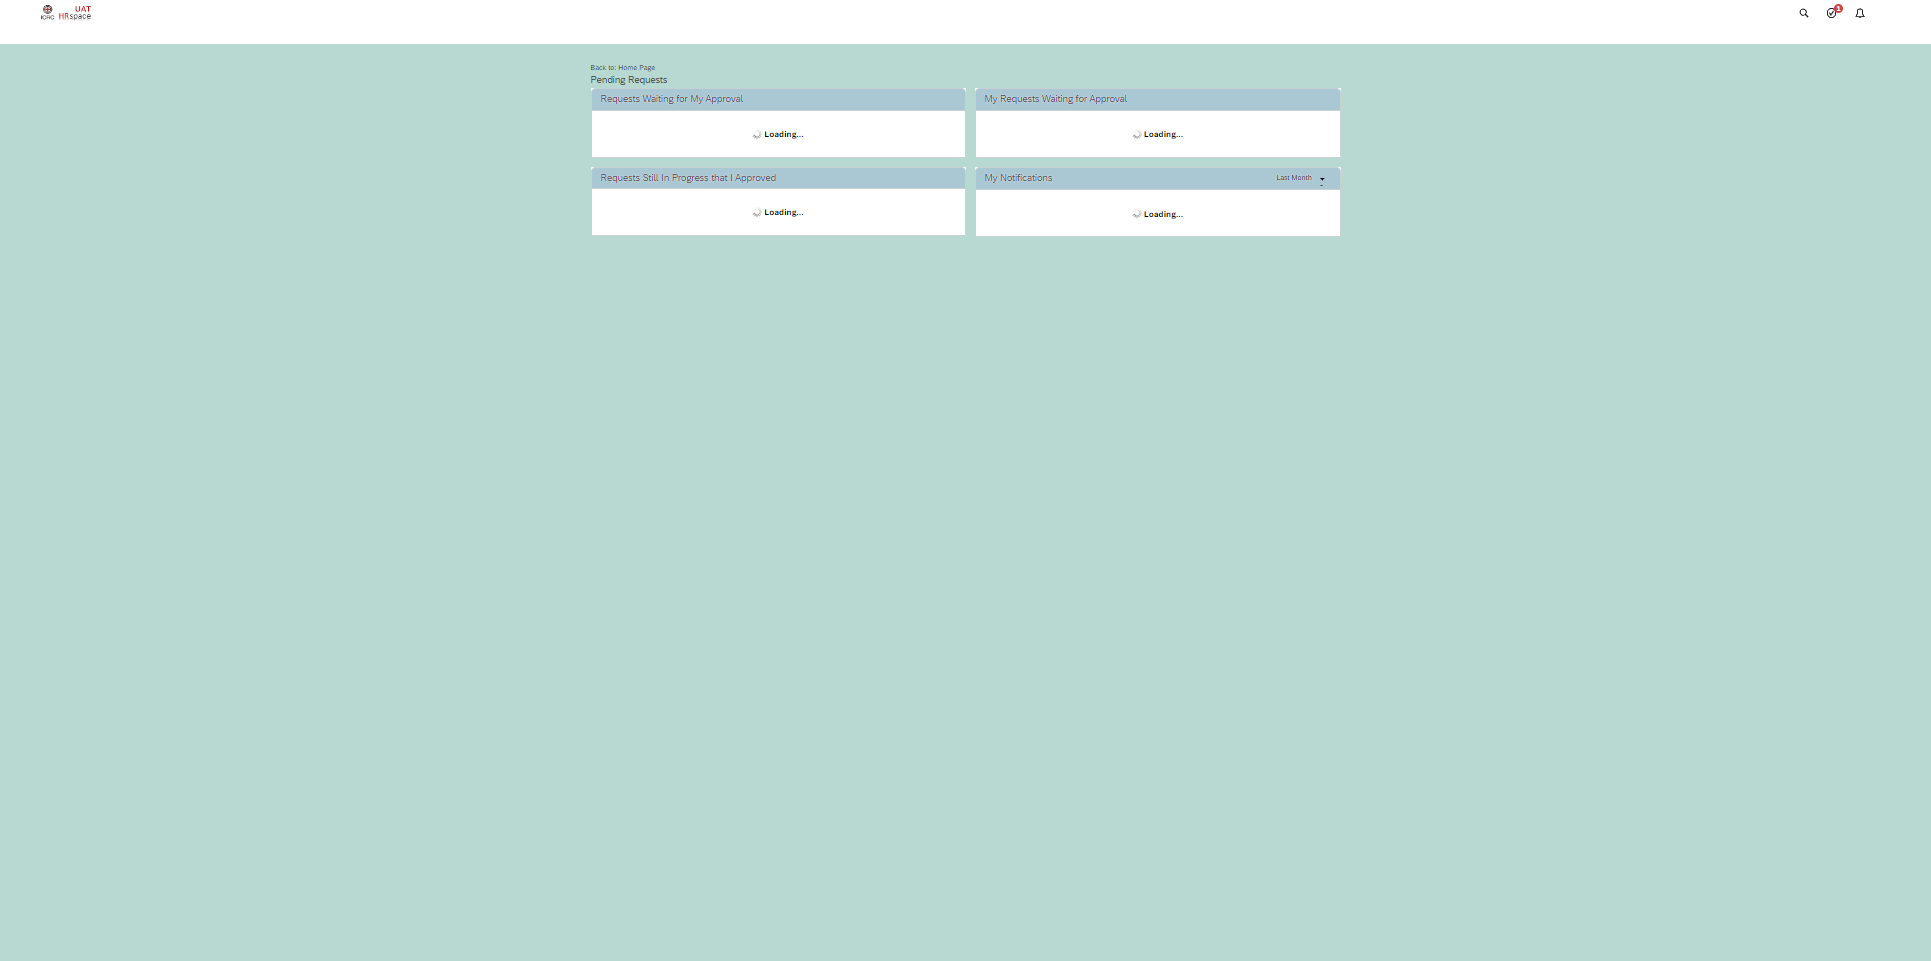 UAT
ICRC HRspace
1
Back to: Home Page
Pending Requests
Requests Waiting for My Approval
Loading...
My Requests Waiting for Approval
Loading...
Requests Still In Progress that I Approved
Loading...
My Notifications Last Month
Loading...